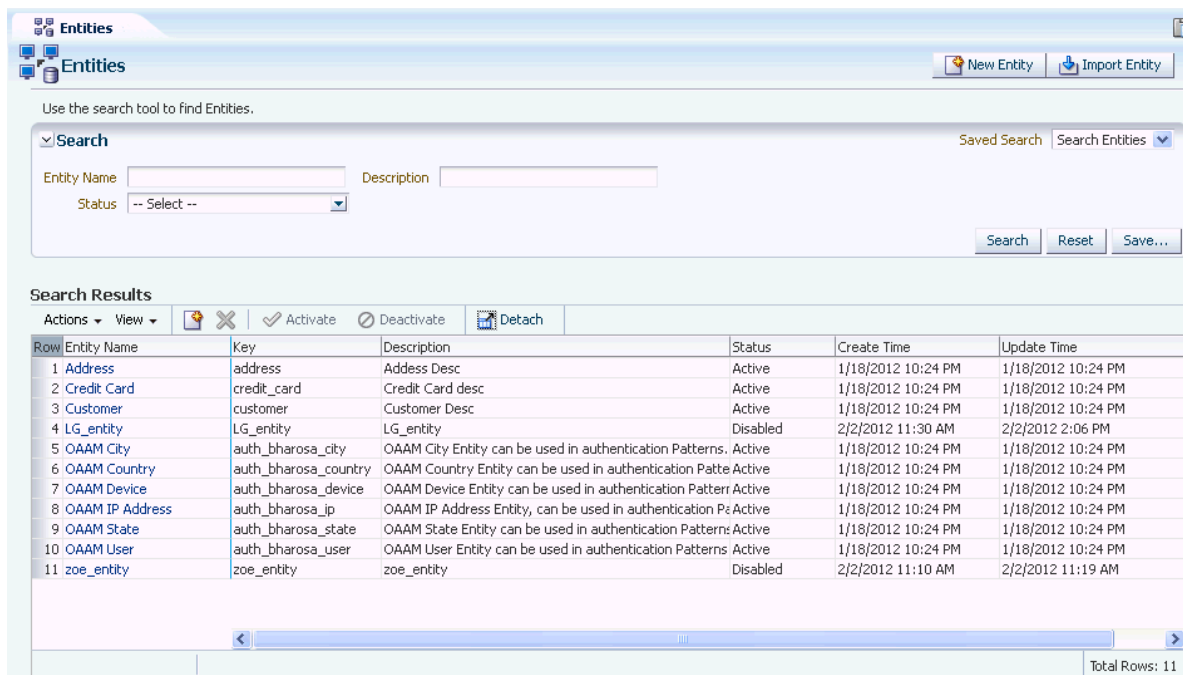 Entities
Entities
New Entity Import Entity
Use the search tool to find Entities.
Search Saved Search Search Entities
Entity Name Description
Status -- Select --
Search Reset Save...
Search Results
Actions View Activate Deactivate Detach
Row Entity Name Key Description Status Create Time Update Time
1 Address address Addess Desc Active 1/18/2012 10:24 PM 1/18/2012 10:24 PM
2 Credit Card credit_card Credit Card desc Active 1/18/2012 10:24 PM 1/18/2012 10:24 PM
3 Customer customer Customer Desc Active 1/18/2012 10:24 PM 1/18/2012 10:24 PM
4 LG_entity LG_entity LG_entity Disabled 2/2/2012 11:30 AM 2/2/2012 2:06 PM
5 OAAM City auth_bharosa_city OAAM City Entity can be used in authentication Patterns. Active 1/18/2012 10:24 PM 1/18/2012 10:24 PM
6 OAAM Country auth_bharosa_country OAAM Country Entity can be used in authentication Patte Active 1/18/2012 10:24 PM 1/18/2012 10:24 PM
7 OAAM Device auth_bharosa_device OAAM Device Entity can be used in authentication Patterr Active 1/18/2012 10:24 PM 1/18/2012 10:24 PM
8 OAAM IP Address auth_bharosa_ip OAAM IP Address Entity, can be used in authentication Pa Active 1/18/2012 10:24 PM 1/18/2012 10:24 PM
9 OAAM State auth_bharosa_state OAAM State Entity can be used in authentication Patterns Active 1/18/2012 10:24 PM 1/18/2012 10:24 PM
10 OAAM User auth_bharosa_user OAAM User Entity can be used in authentication Patterns Active 1/18/2012 10:24 PM 1/18/2012 10:24 PM
11 zoe_entity zoe_entity zoe_entity Disabled 2/2/2012 11:10 AM 2/2/2012 11:19 AM
Total Rows: 11